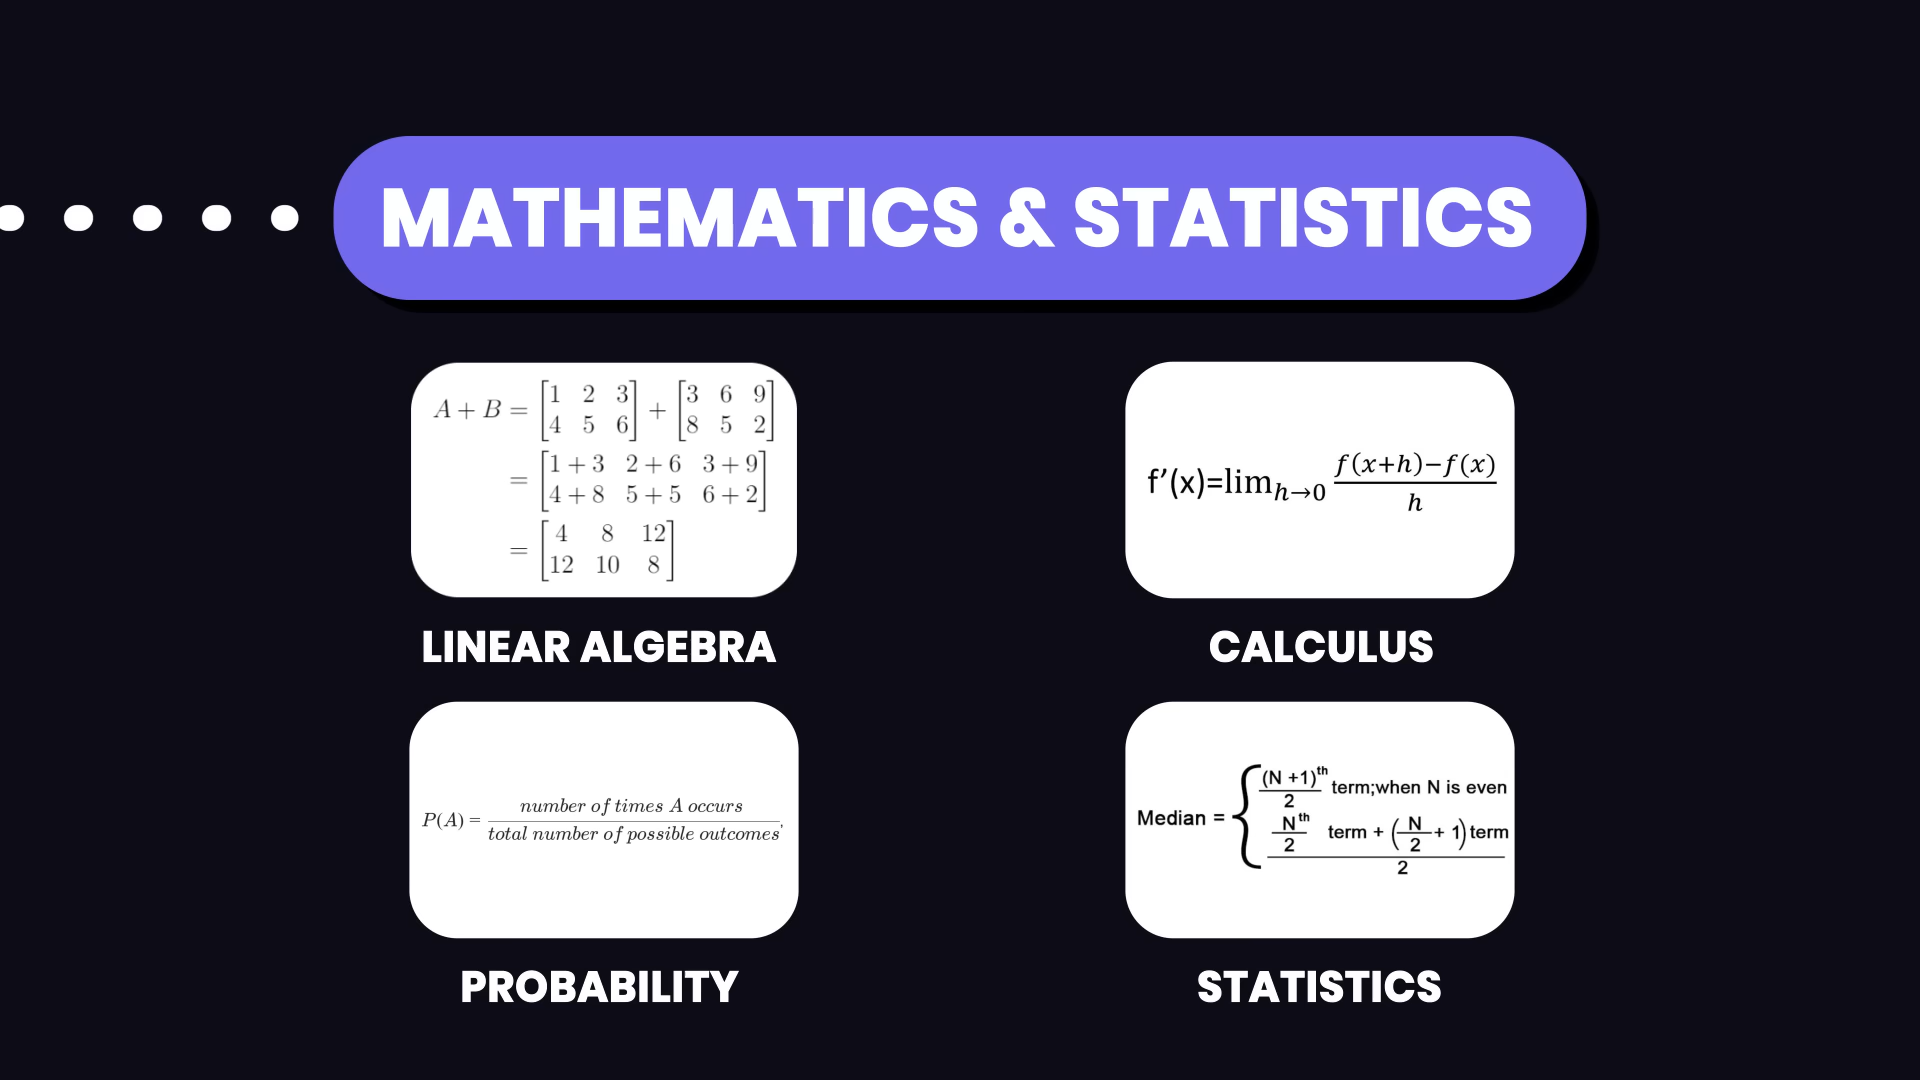 MATHEMATICS & STATISTICS
A + B = [1 2 3 + [3 6 9
4 5 6] 8 5 2]
= [1 + 3 2 + 6 3 + 9
4 + 8 5 + 5 6 + 2]
= [4 8 12
12 10 8]
LINEAR ALGEBRA
f'(x)=lim h→0 f(x+h)−f(x)
h
CALCULUS
P(A) = number of times A occurs
total number of possible outcomes,
PROBABILITY
Median = { (N +1)th / 2 term;when N is even
Nth / 2 term + (N / 2 + 1) term
2
STATISTICS